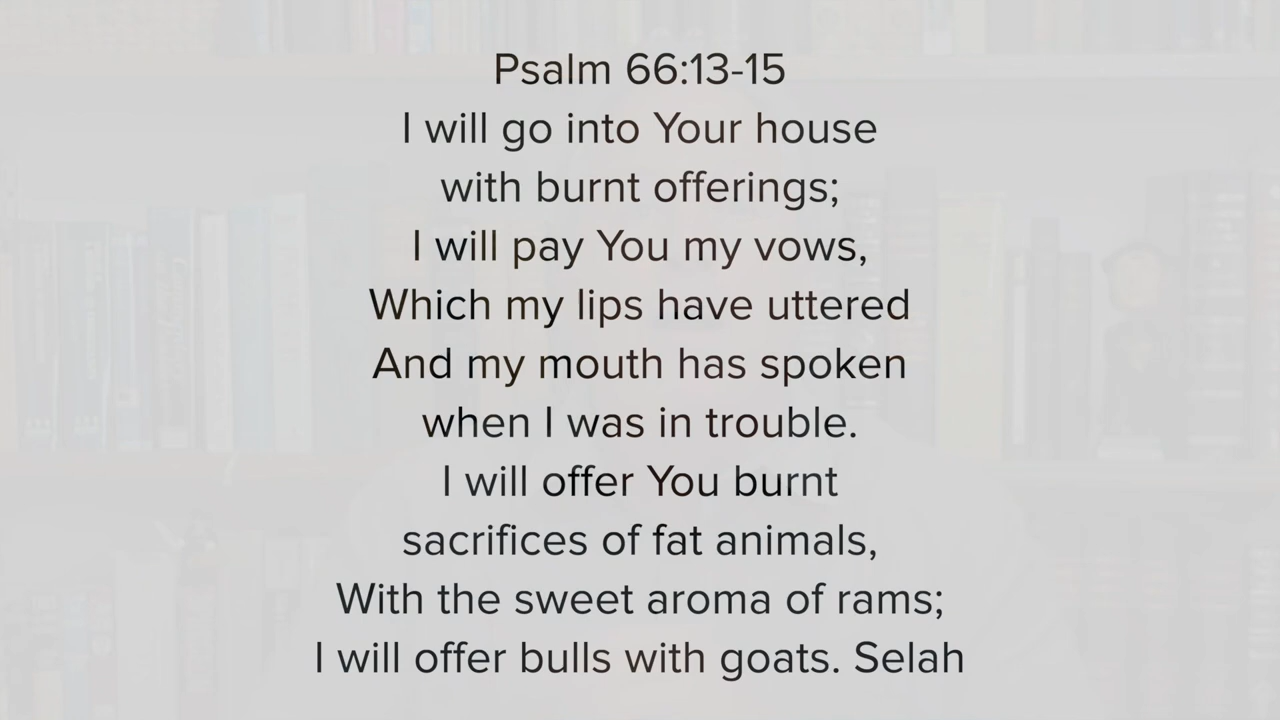 Psalm 66:13-15
I will go into Your house
with burnt offerings;
I will pay You my vows,
Which my lips have uttered
And my mouth has spoken
when I was in trouble.
I will offer You burnt
sacrifices of fat animals,
With the sweet aroma of rams;
I will offer bulls with goats. Selah